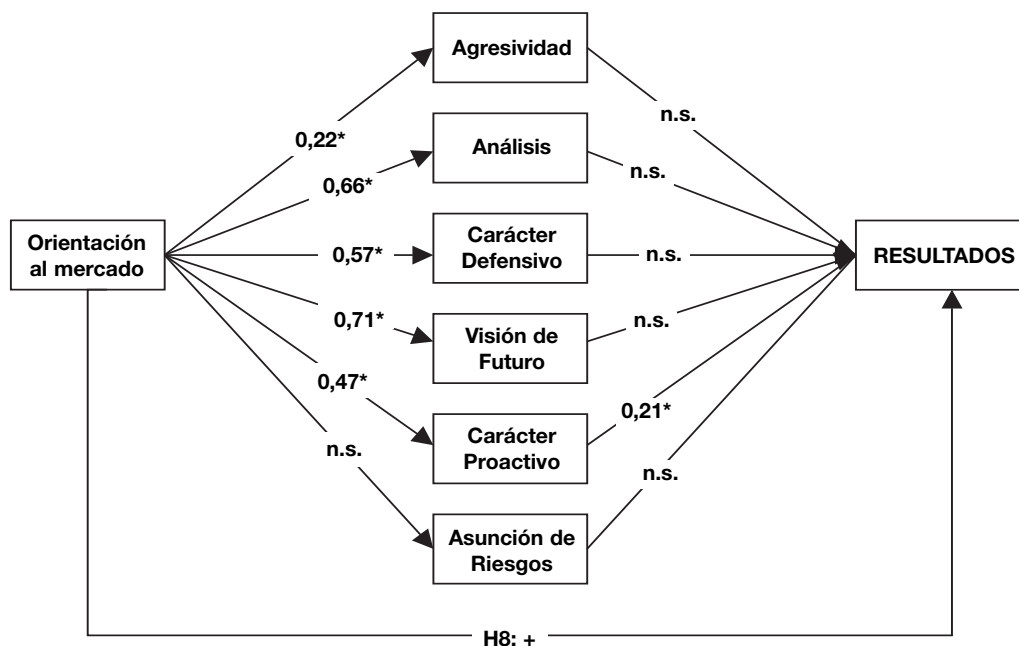 Agresividad
n.s.
0,22*
Análisis
0,66*
n.s.
Orientación
al mercado
0,57*
Carácter
Defensivo
n.s.
RESULTADOS
0,71*
Visión de
Futuro
n.s.
0,47*
Carácter
Proactivo
0,21*
n.s.
n.s.
Asunción de
Riesgos
H8: +